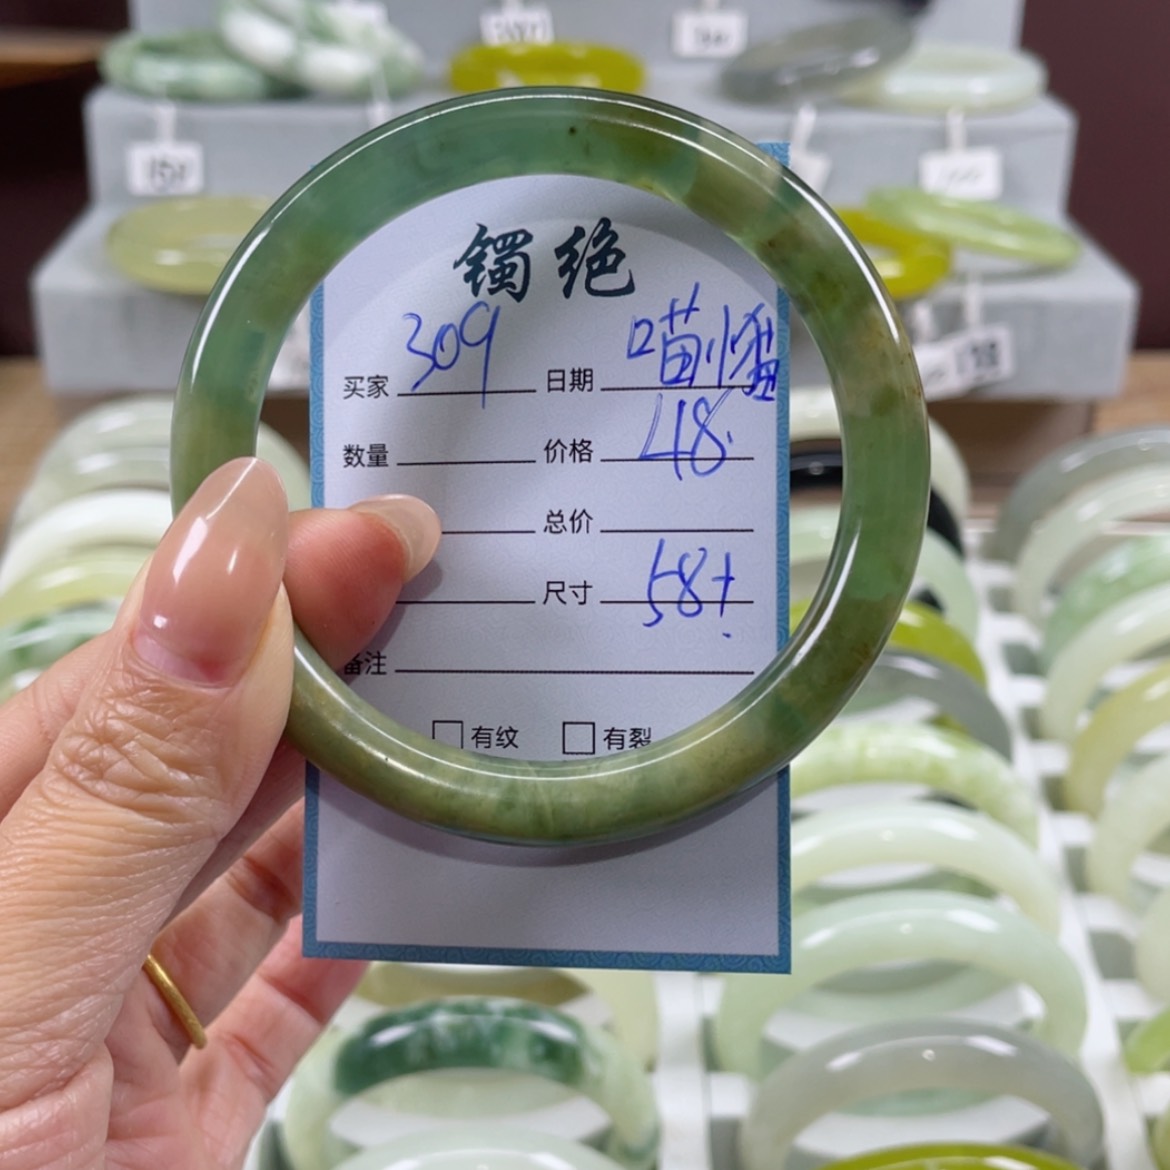 镯绝
买家 309 日期 喵
数量 价格 48
总价
尺寸 58+
备注
有纹 有裂